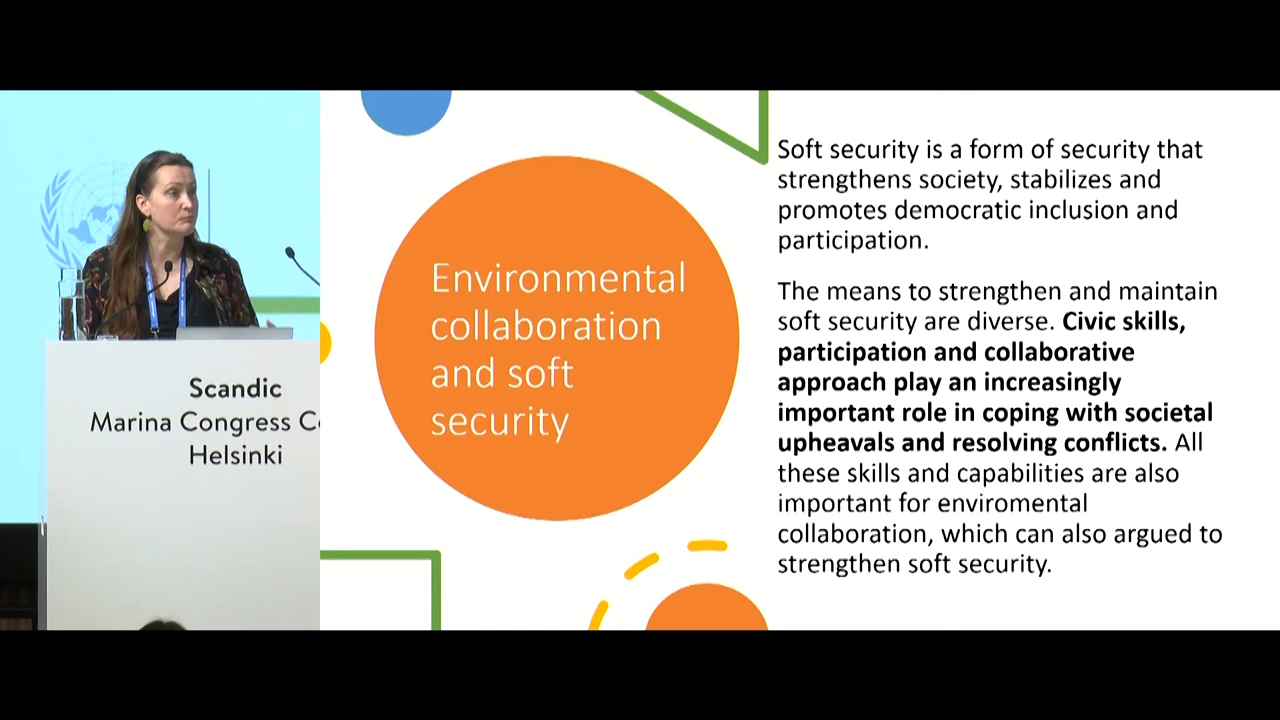 Scandic
Marina Congress
Helsinki
Environmental
collaboration
and soft
security
Soft security is a form of security that
strengthens society, stabilizes and
promotes democratic inclusion and
participation.
The means to strengthen and maintain
soft security are diverse. Civic skills,
participation and collaborative
approach play an increasingly
important role in coping with societal
upheavals and resolving conflicts. All
these skills and capabilities are also
important for enviromental
collaboration, which can also argued to
strengthen soft security.